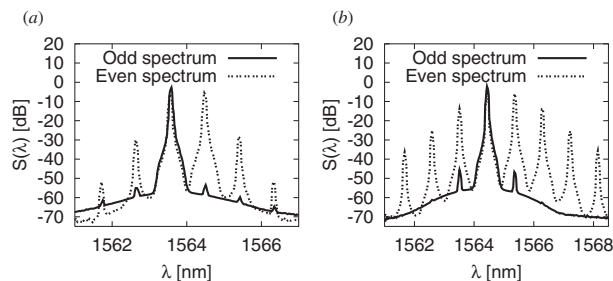 (a)
(b)
Odd spectrum
Even spectrum
S(λ) [dB]
20
10
0
-10
-20
-30
-40
-50
-60
-70
1562
1564
1566
λ [nm]
Odd spectrum
Even spectrum
S(λ) [dB]
20
10
0
-10
-20
-30
-40
-50
-60
-70
1562
1564
1566
1568
λ [nm]